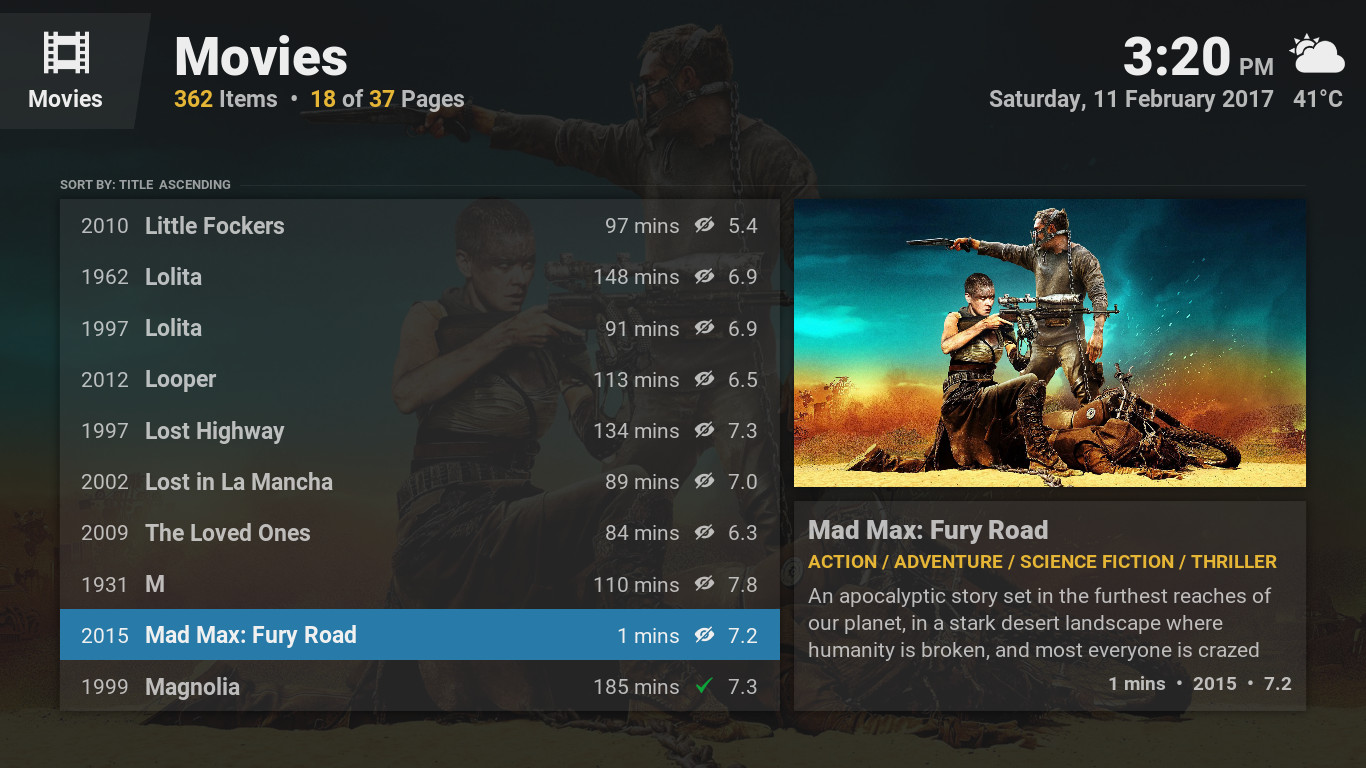 Movies
Movies
362 Items • 18 of 37 Pages
3:20 PM
Saturday, 11 February 2017 41°C
SORT BY: TITLE ASCENDING
2010 Little Fockers 97 mins 5.4
1962 Lolita 148 mins 6.9
1997 Lolita 91 mins 6.9
2012 Looper 113 mins 6.5
1997 Lost Highway 134 mins 7.3
2002 Lost in La Mancha 89 mins 7.0
2009 The Loved Ones 84 mins 6.3
1931 M 110 mins 7.8
2015 Mad Max: Fury Road 1 mins 7.2
1999 Magnolia 185 mins 7.3
Mad Max: Fury Road
ACTION / ADVENTURE / SCIENCE FICTION / THRILLER
An apocalyptic story set in the furthest reaches of
our planet, in a stark desert landscape where
humanity is broken, and most everyone is crazed
1 mins • 2015 • 7.2